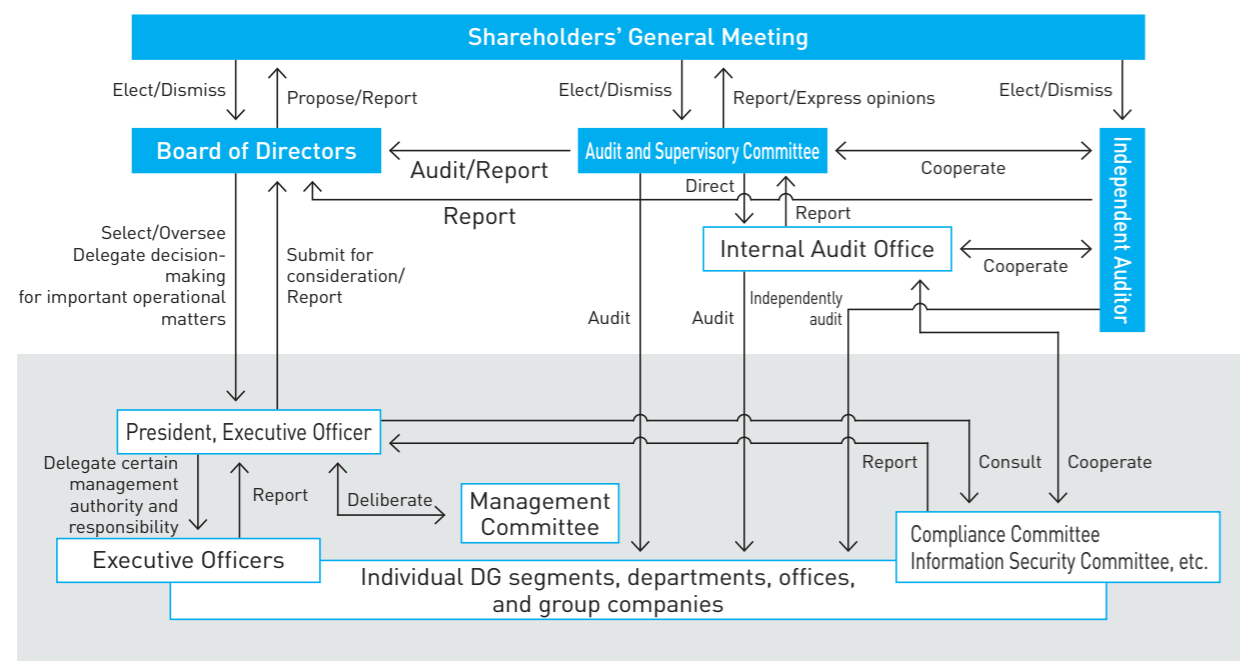 Shareholders’ General Meeting
Elect/Dismiss
Propose/Report
Elect/Dismiss
Report/Express opinions
Elect/Dismiss
Board of Directors
Audit/Report
Audit and Supervisory Committee
Cooperate
Independent Auditor
Direct
Report
Report
Select/Oversee
Delegate decision-
making
for important operational
matters
Submit for
consideration/
Report
Internal Audit Office
Cooperate
Audit
Audit
Independently
audit
President, Executive Officer
Delegate certain
management
authority and
responsibility
Report
Deliberate
Management
Committee
Report
Consult
Cooperate
Executive Officers
Compliance Committee
Information Security Committee, etc.
Individual DG segments, departments, offices,
and group companies